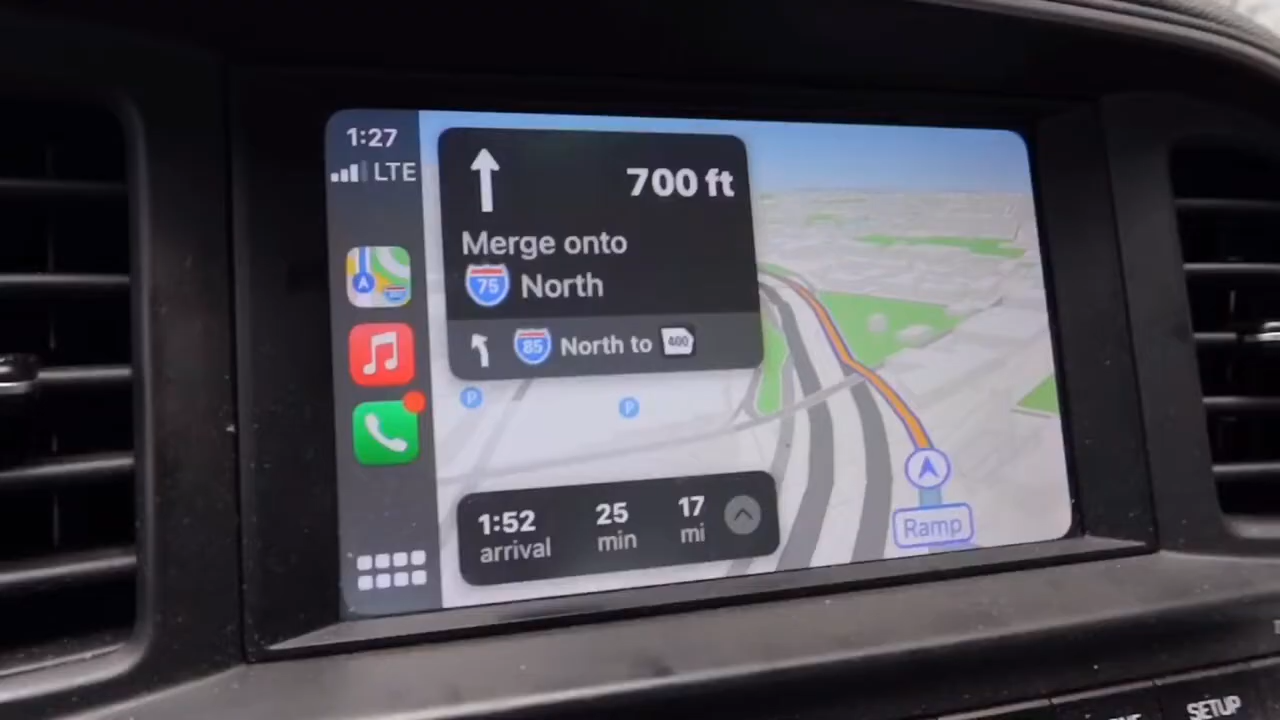 1:27
LTE
700 ft
Merge onto
75 North
85 North to 400
P
P
1:52 25 17
arrival min mi
Ramp
SETUP